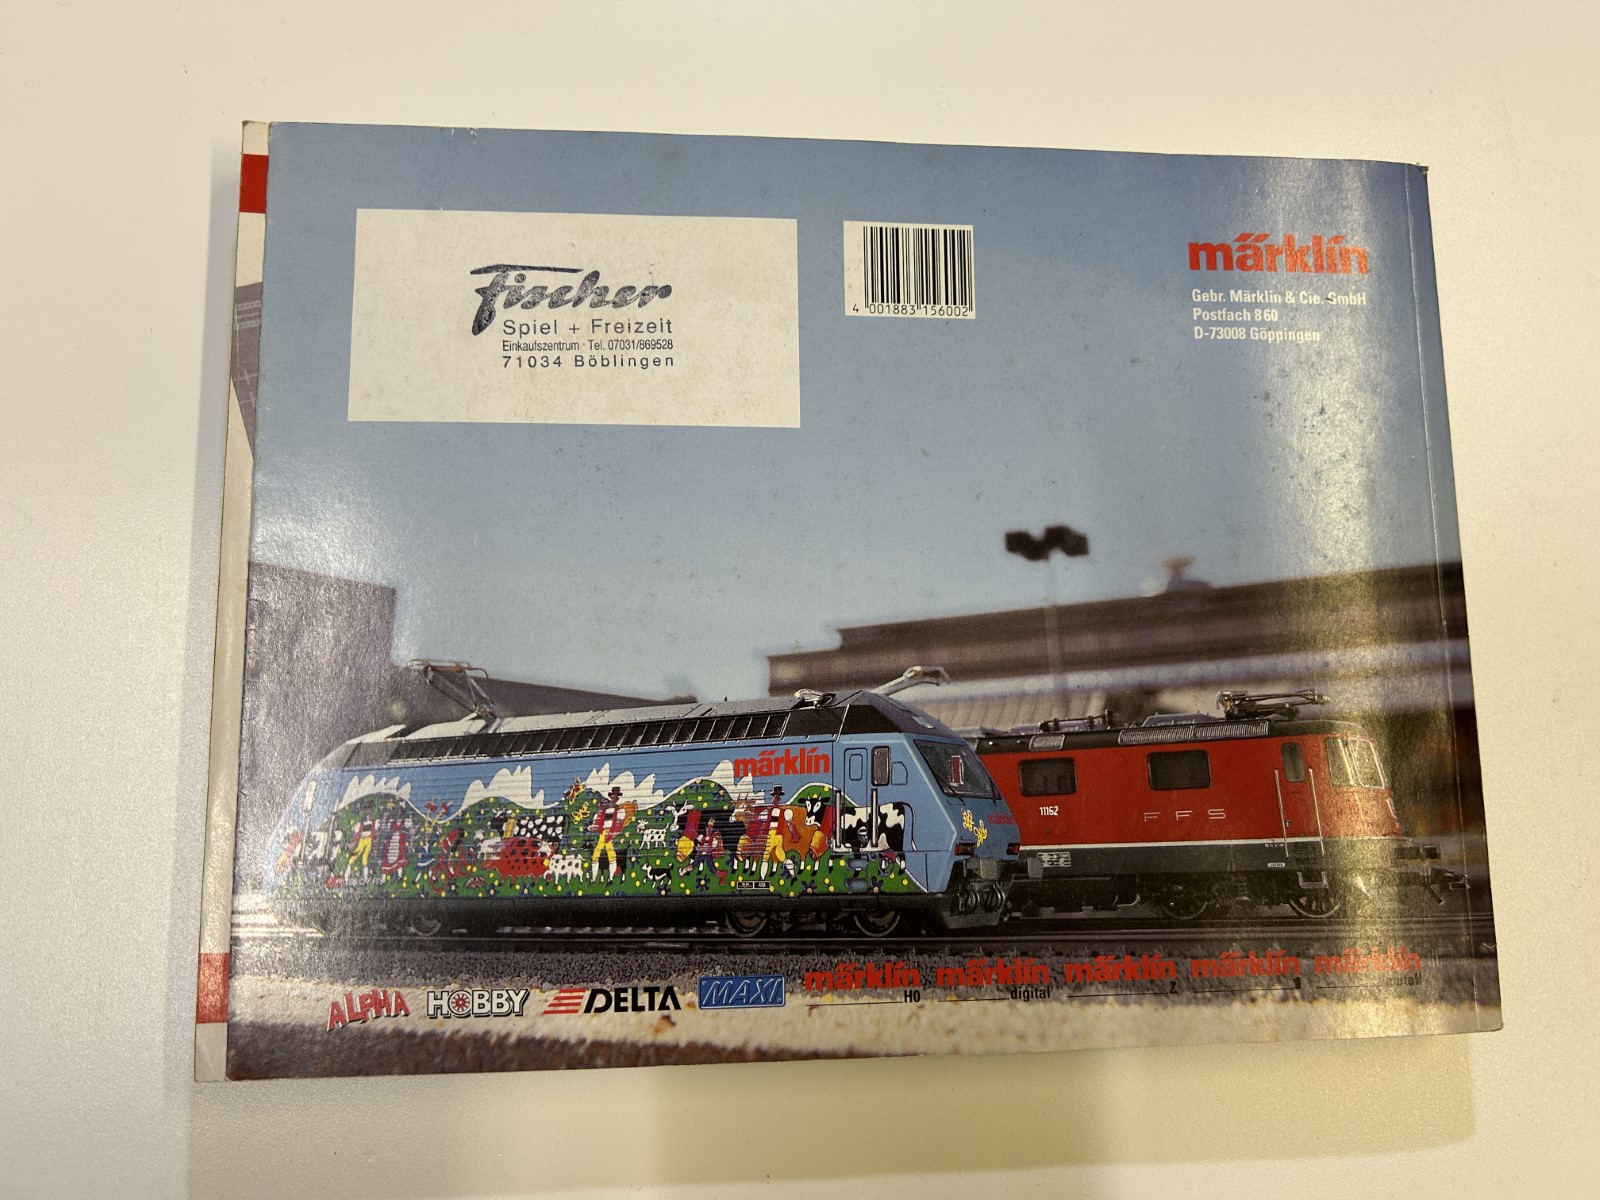 Fischer
Spiel + Freizeit
Einkaufszentrum · Tel. 07031/869528
71034 Böblingen
4 001883 156002
märklin
Gebr. Märklin & Cie. GmbH
Postfach 860
D-73008 Göppingen
märklin
märklin
11162
FFS
ALPHA HOBBY DELTA MAXI märklin H0 märklin digital märklin Z märklin 1 märklin